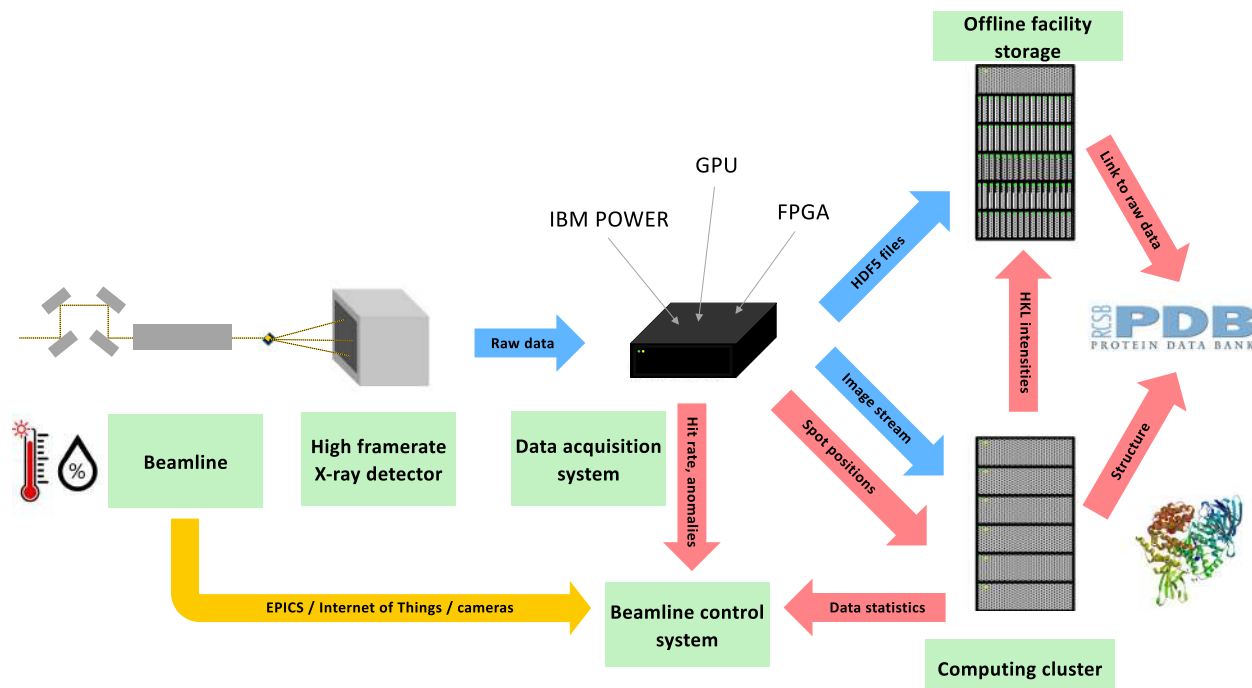 Offline facility
storage
GPU
IBM POWER
FPGA
HDF5 files
Link to raw data
Raw data
HKL intensities
RCSB
PDB
PROTEIN DATA BANK
Image stream
Spot positions
Hit rate, anomalies
Structure
%
Beamline
High framerate
X-ray detector
Data acquisition
system
EPICS / Internet of Things / cameras
Beamline control
system
Data statistics
Computing cluster